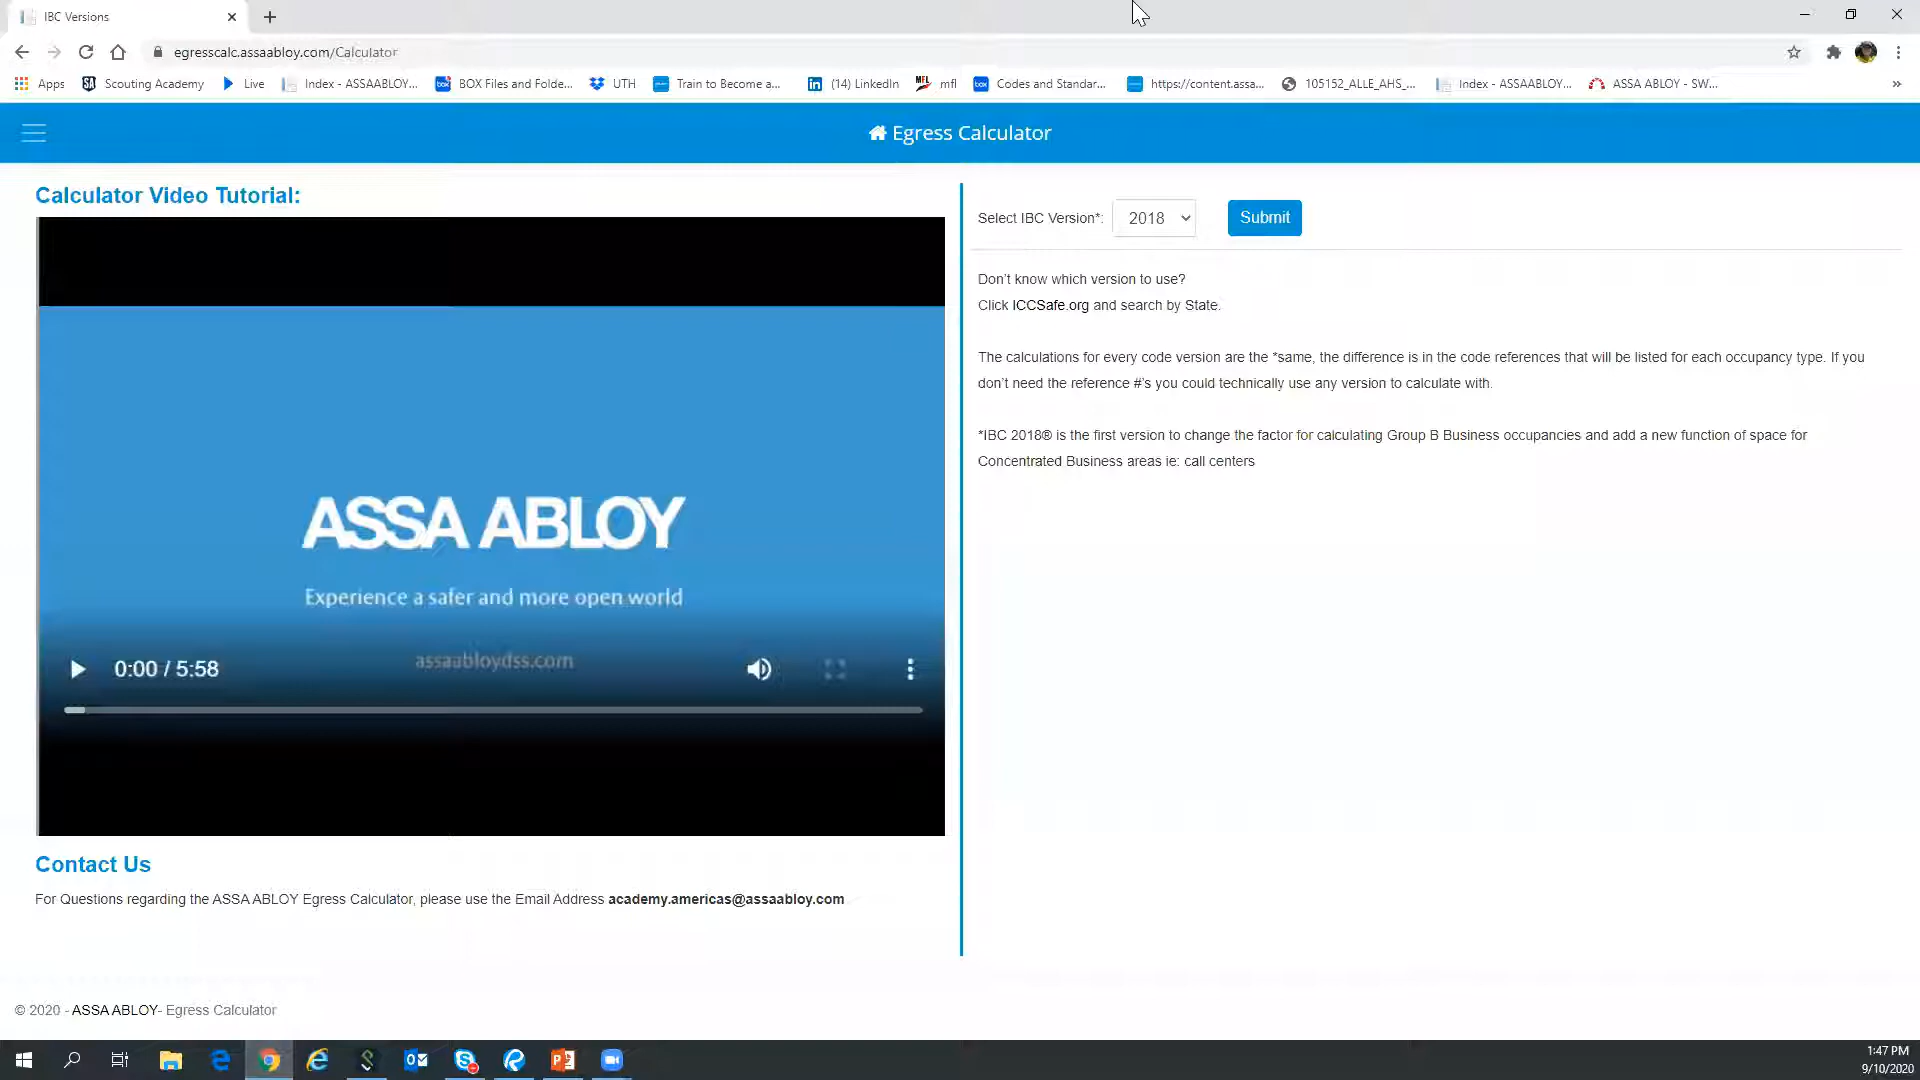 IBC Versions
egresscalc.assaabloy.com/Calculator
Apps
Scouting Academy
Live
Index - ASSAABLOY...
BOX Files and Folde...
UTH
Train to Become a...
(14) LinkedIn
mfl
Codes and Standar...
https://content.assa...
105152_ALLE_AHS_...
Index - ASSAABLOY...
ASSA ABLOY - SW...
»
Egress Calculator
Calculator Video Tutorial:
ASSA ABLOY
Experience a safer and more open world
assaabloydss.com
0:00 / 5:58
Contact Us
For Questions regarding the ASSA ABLOY Egress Calculator, please use the Email Address academy.americas@assaabloy.com
Select IBC Version*: 2018 Submit
Don't know which version to use?
Click ICCSafe.org and search by State.
The calculations for every code version are the *same, the difference is in the code references that will be listed for each occupancy type. If you
don't need the reference #'s you could technically use any version to calculate with.
*IBC 2018® is the first version to change the factor for calculating Group B Business occupancies and add a new function of space for
Concentrated Business areas ie: call centers
© 2020 - ASSA ABLOY- Egress Calculator
1:47 PM
9/10/2020